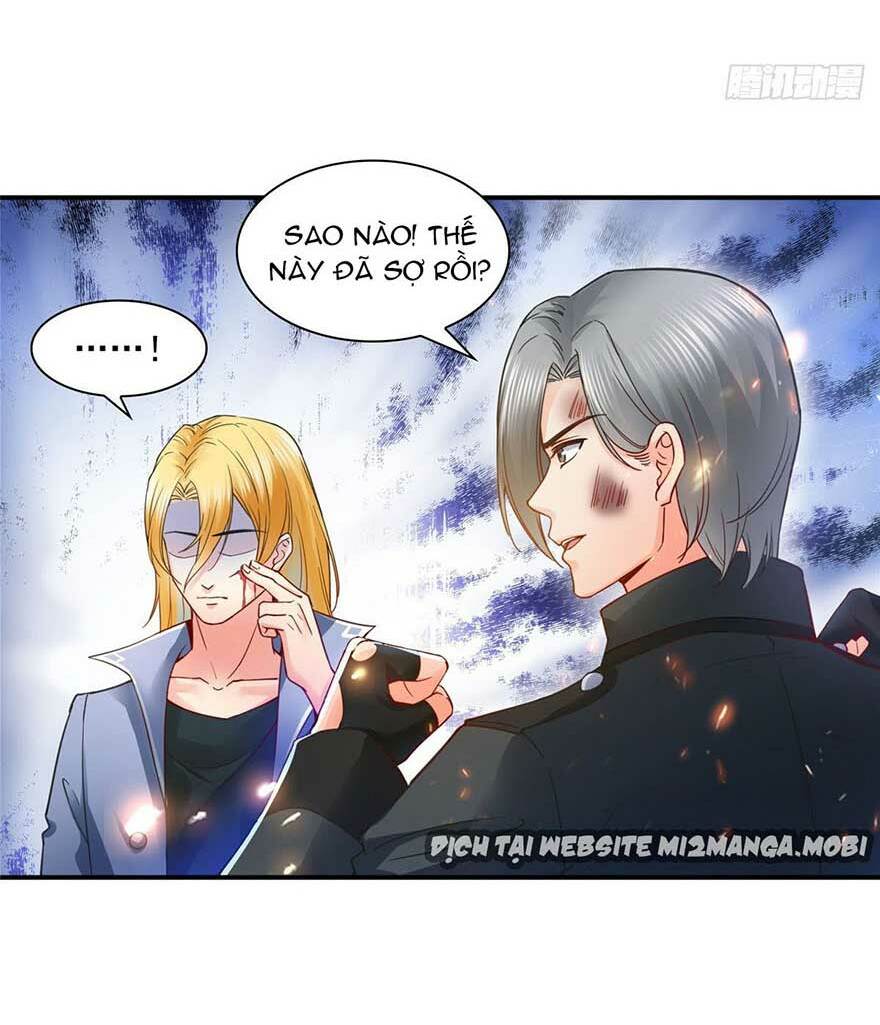 腾讯动漫
SAO NÀO! THẾ
NÀY ĐÃ SỢ RỒI?
……!
DỊCH TẠI WEBSITE MI2MANGA.MOBI